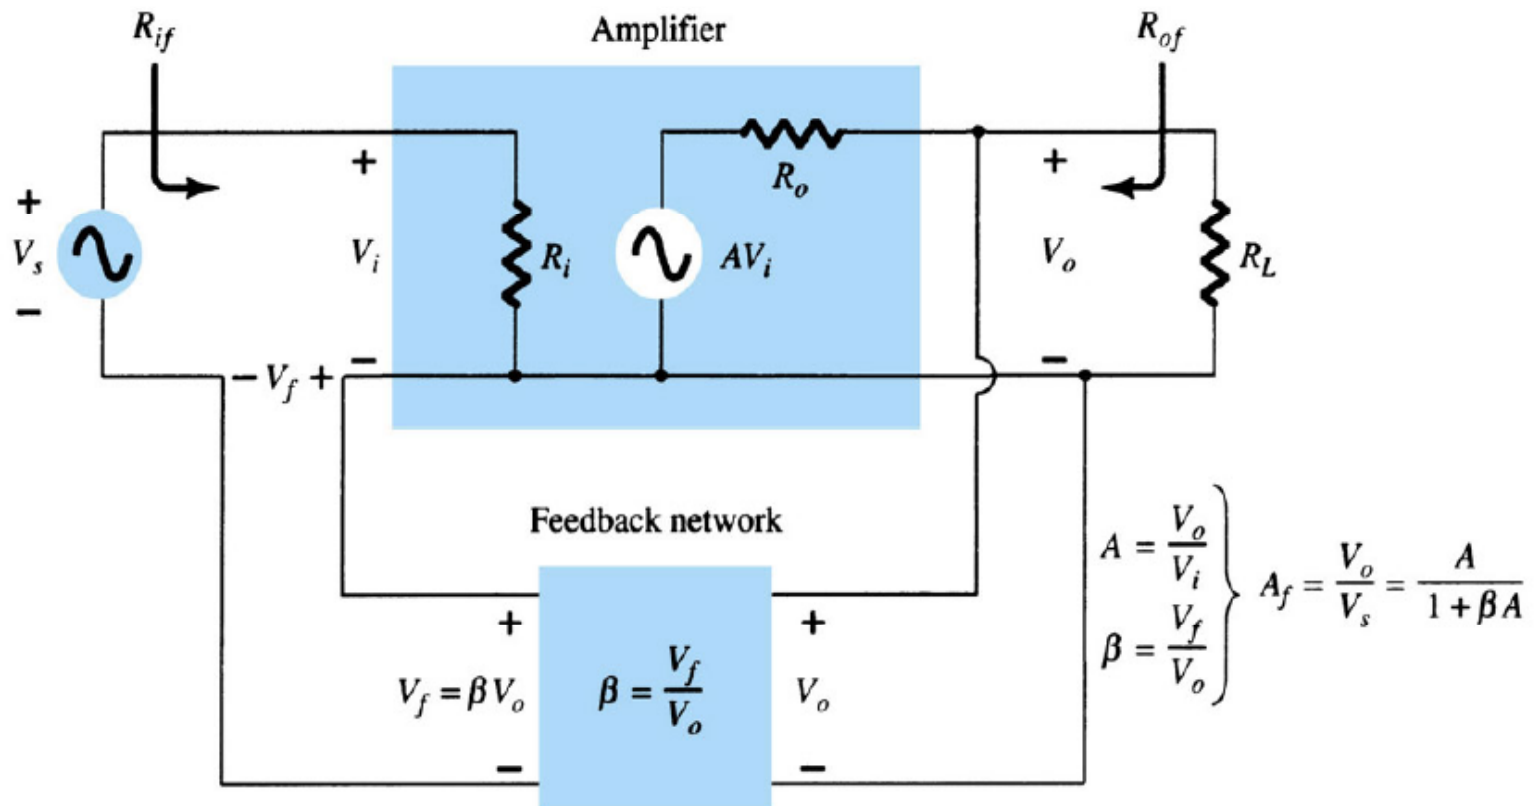 R_if
Amplifier
R_of
+
V_s
−
+
V_i
−
R_i
AV_i
R_o
+
V_o
−
R_L
− V_f +
Feedback network
+
V_f = βV_o
−
β = V_f / V_o
+
V_o
−
A = V_o / V_i
β = V_f / V_o
A_f = V_o / V_s = A / (1 + βA)